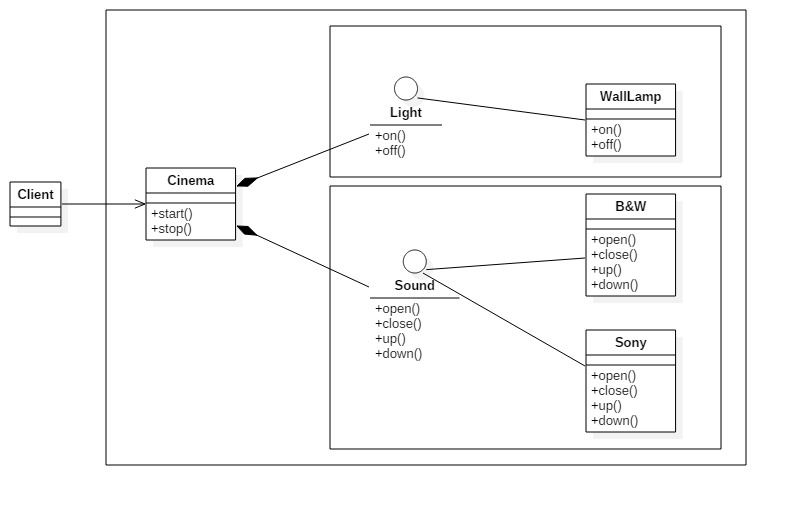 Client
Cinema
+start()
+stop()
Light
+on()
+off()
WallLamp
+on()
+off()
Sound
+open()
+close()
+up()
+down()
B&W
+open()
+close()
+up()
+down()
Sony
+open()
+close()
+up()
+down()